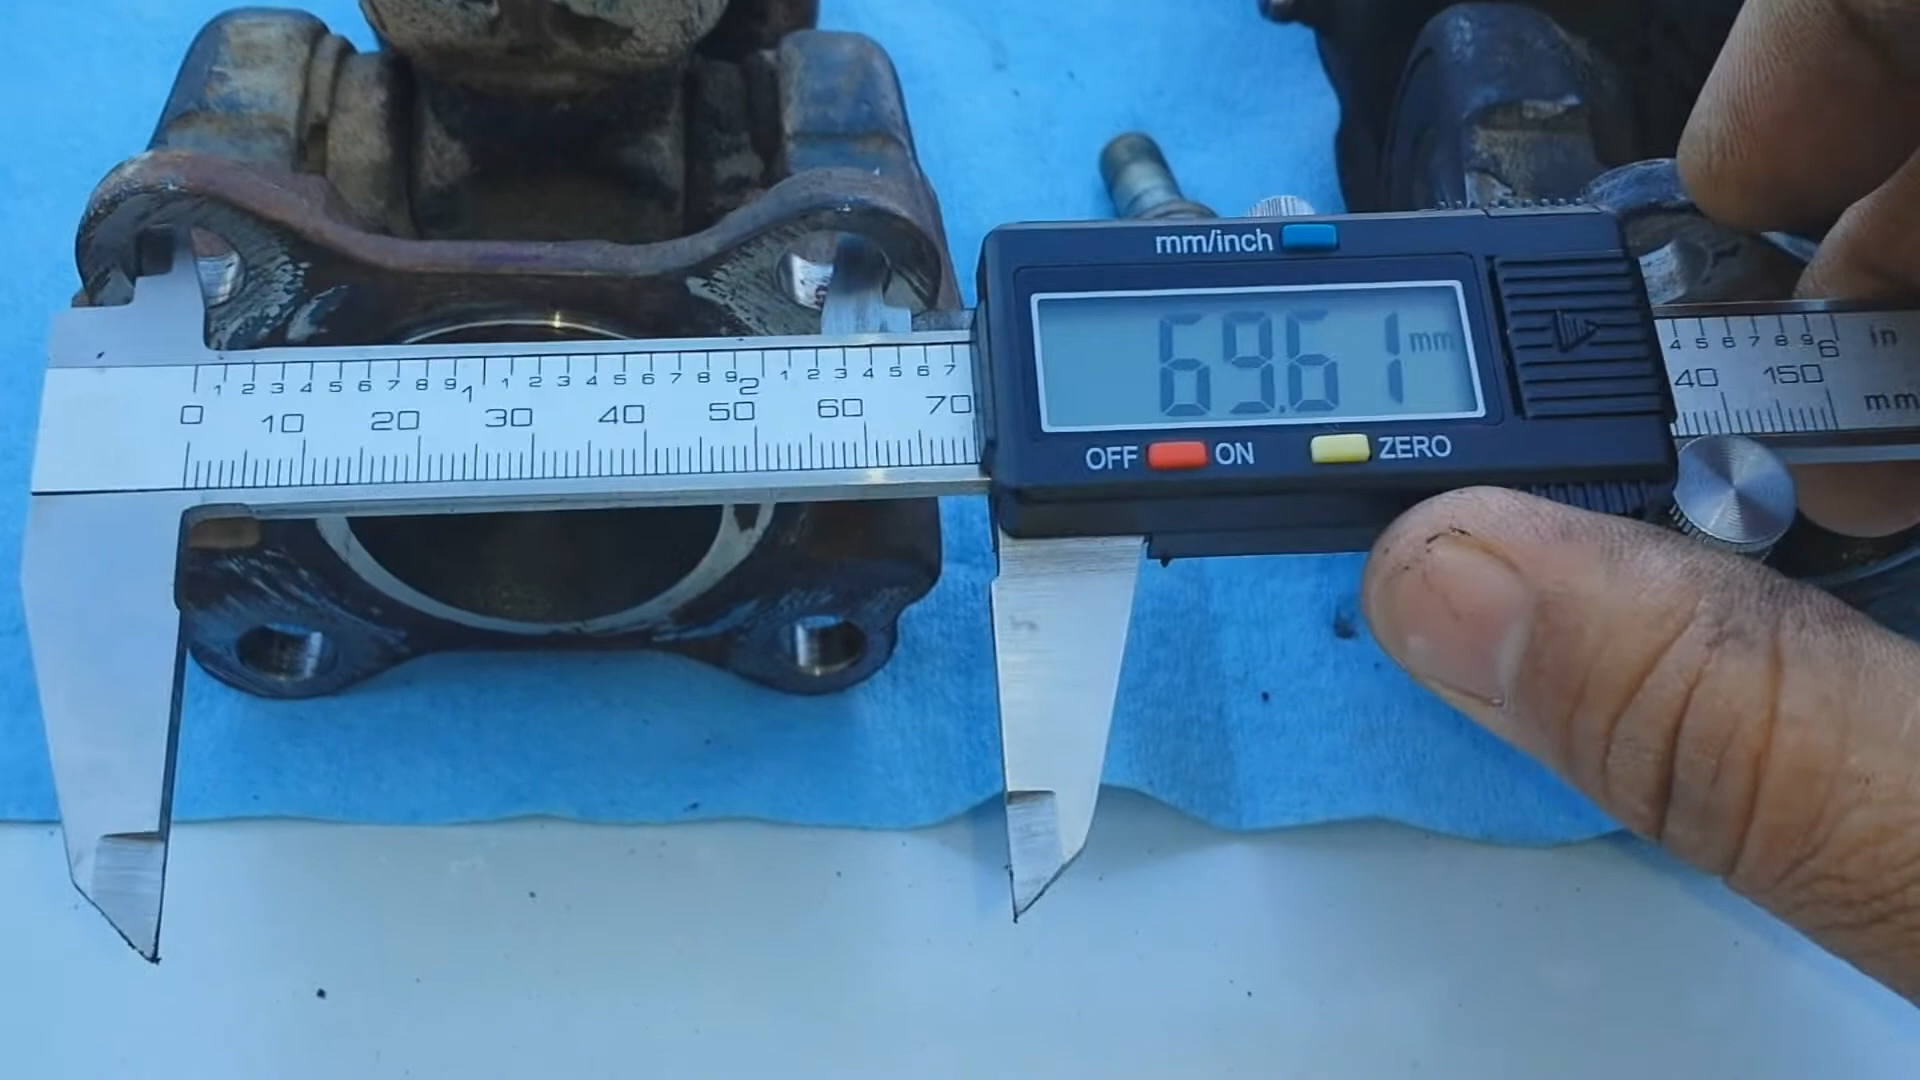 mm/inch
69.61 mm
OFF ON ZERO
1 2 3 4 5 6 7 8 9 1 1 2 3 4 5 6 7 8 9 2 1 2 3 4 5 6 7
0 10 20 30 40 50 60 70
4 5 6 7 8 9 6 in
40 150 mm